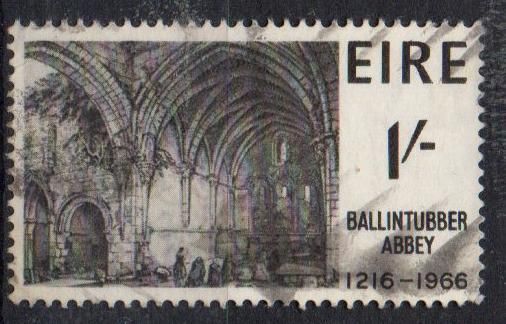 EIRE
1/-
BALLINTUBBER
ABBEY
1216-1966